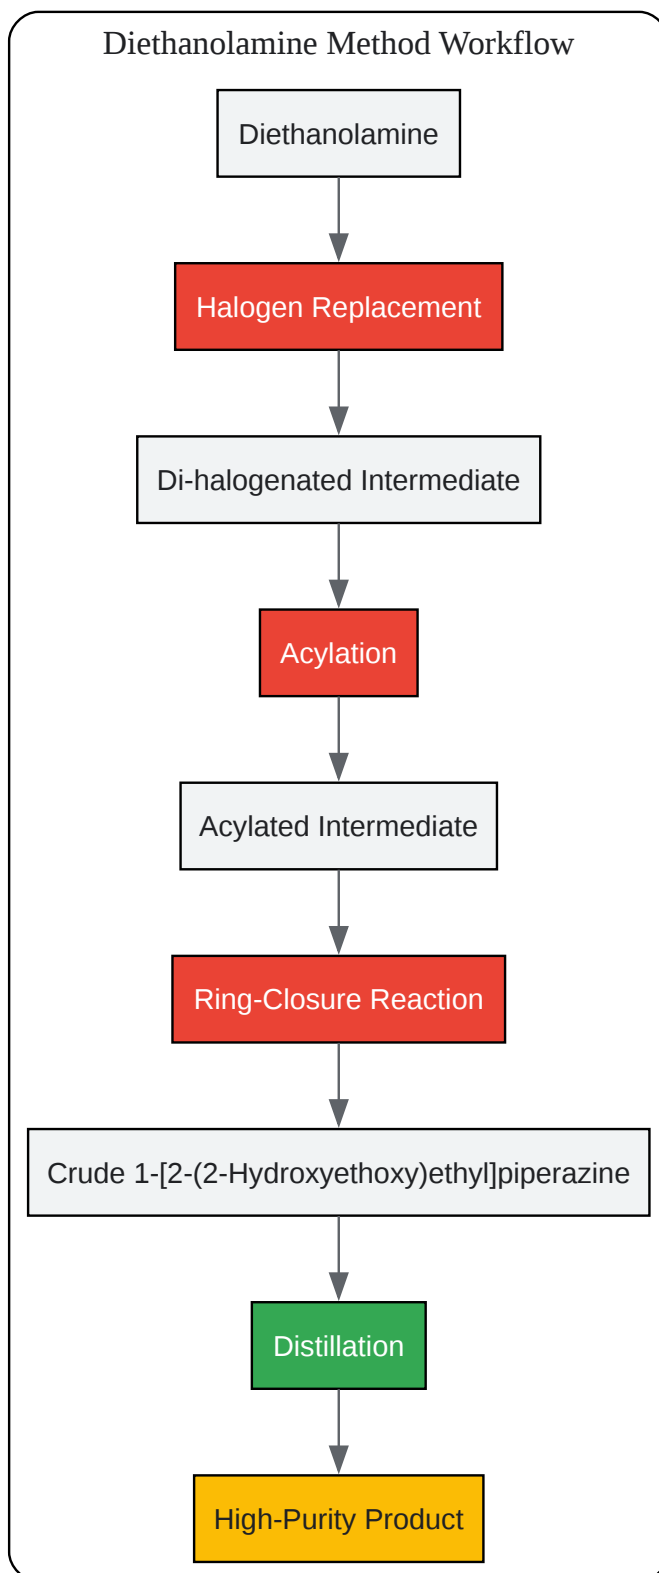 Diethanolamine Method Workflow
Diethanolamine
Halogen Replacement
Di-halogenated Intermediate
Acylation
Acylated Intermediate
Ring-Closure Reaction
Crude 1-[2-(2-Hydroxyethoxy)ethyl]piperazine
Distillation
High-Purity Product